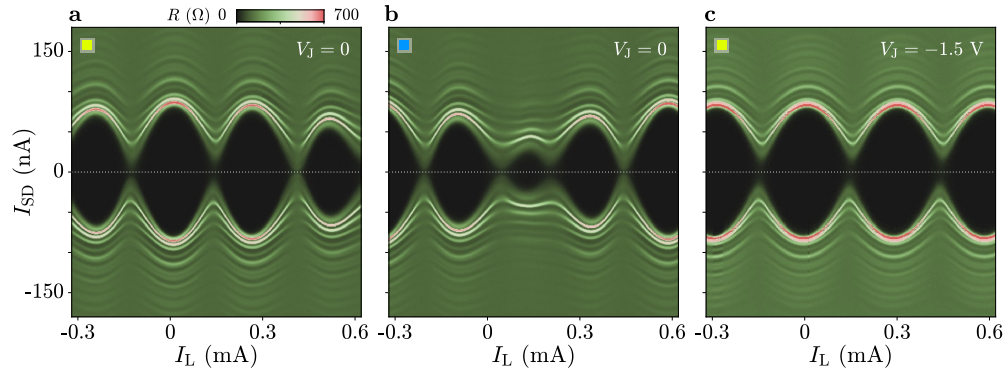 a R (Ω) 0 700 b c
V_J = 0 V_J = 0 V_J = −1.5 V
150
0
-150
I_SD (nA)
-0.3 0 0.3 0.6 -0.3 0 0.3 0.6 -0.3 0 0.3 0.6
I_L (mA) I_L (mA) I_L (mA)